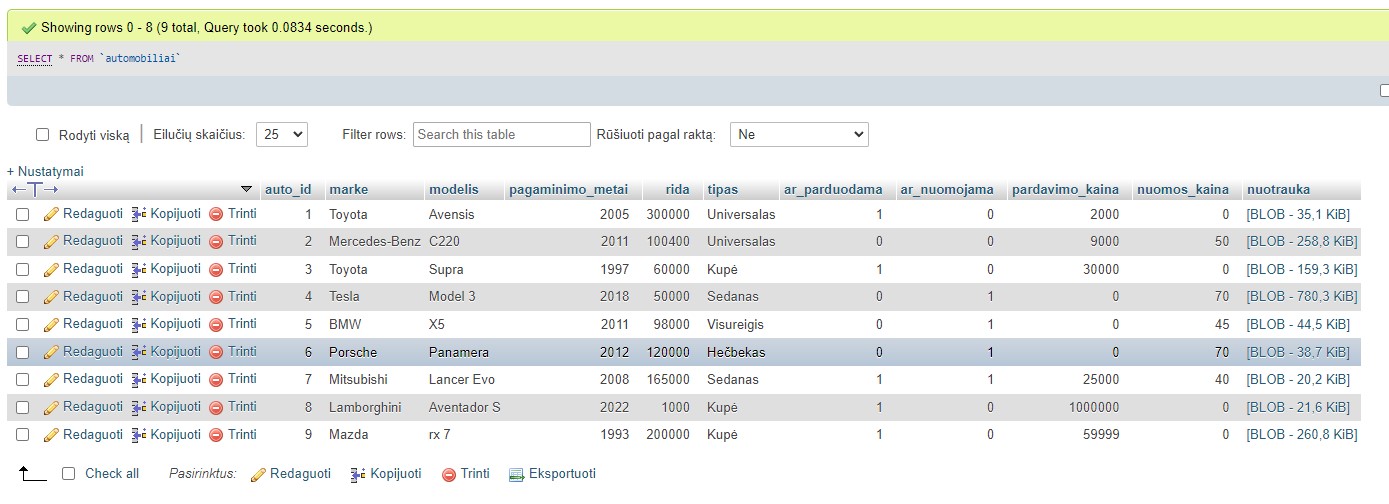 Showing rows 0 - 8 (9 total, Query took 0.0834 seconds.)
SELECT * FROM `automobiliai`
Rodyti viską | Eilučių skaičius: 25 Filter rows: Search this table Rūšiuoti pagal raktą: Ne
+ Nustatymai
←T→ auto_id marke modelis pagaminimo_metai rida tipas ar_parduodama ar_nuomojama pardavimo_kaina nuomos_kaina nuotrauka
Redaguoti Kopijuoti Trinti 1 Toyota Avensis 2005 300000 Universalas 1 0 2000 0 [BLOB - 35,1 KiB]
Redaguoti Kopijuoti Trinti 2 Mercedes-Benz C220 2011 100400 Universalas 0 0 9000 50 [BLOB - 258,8 KiB]
Redaguoti Kopijuoti Trinti 3 Toyota Supra 1997 60000 Kupė 1 0 30000 0 [BLOB - 159,3 KiB]
Redaguoti Kopijuoti Trinti 4 Tesla Model 3 2018 50000 Sedanas 0 1 0 70 [BLOB - 780,3 KiB]
Redaguoti Kopijuoti Trinti 5 BMW X5 2011 98000 Visureigis 0 1 0 45 [BLOB - 44,5 KiB]
Redaguoti Kopijuoti Trinti 6 Porsche Panamera 2012 120000 Hečbekas 0 1 0 70 [BLOB - 38,7 KiB]
Redaguoti Kopijuoti Trinti 7 Mitsubishi Lancer Evo 2008 165000 Sedanas 1 1 25000 40 [BLOB - 20,2 KiB]
Redaguoti Kopijuoti Trinti 8 Lamborghini Aventador S 2022 1000 Kupė 1 0 1000000 0 [BLOB - 21,6 KiB]
Redaguoti Kopijuoti Trinti 9 Mazda rx 7 1993 200000 Kupė 1 0 59999 0 [BLOB - 260,8 KiB]
Check all Pasirinktus: Redaguoti Kopijuoti Trinti Eksportuoti